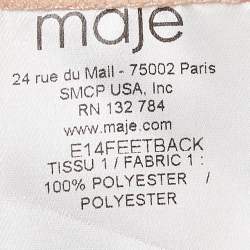 maje
24 rue du Mail - 75002 Paris
SMCP USA, Inc
RN 132 784
www.maje.com
E14FEETBACK
TISSU 1 / FABRIC 1 :
100% POLYESTER /
POLYESTER